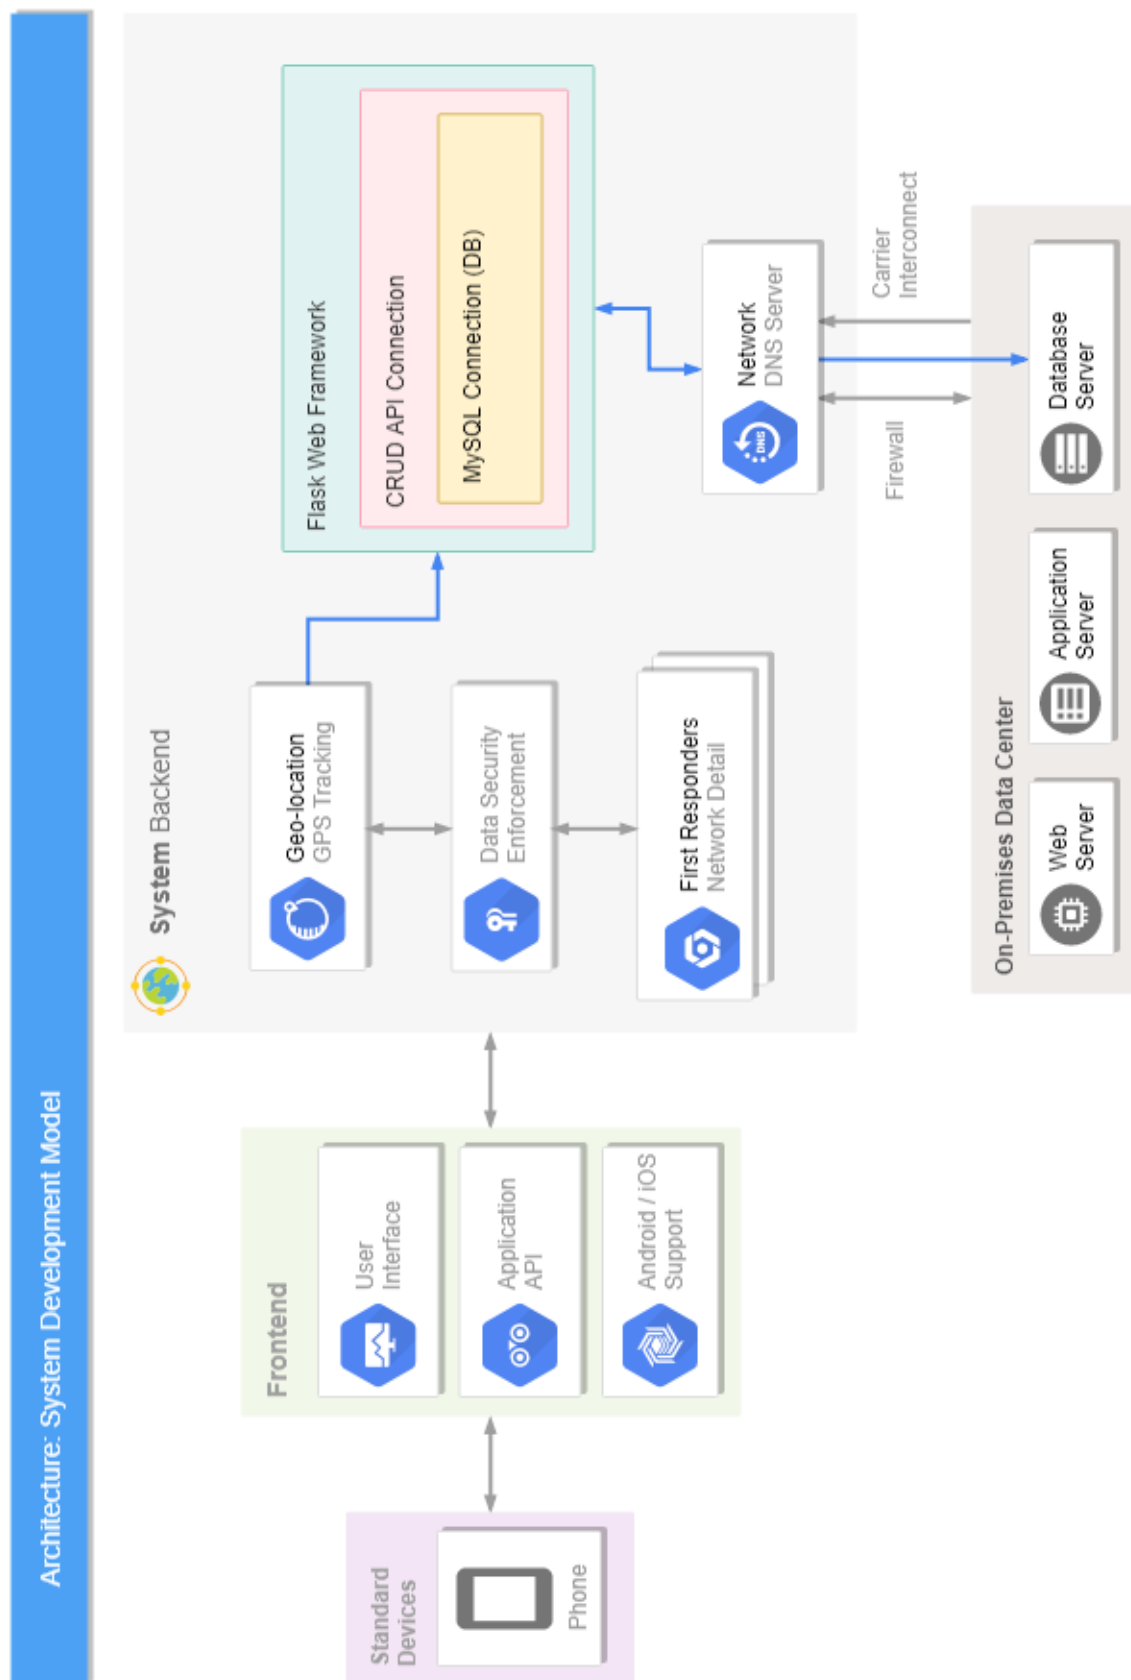 Architecture: System Development Model
Standard
Devices
Phone
Frontend
User
Interface
Application
API
Android / iOS
Support
System Backend
Geo-location
GPS Tracking
Data Security
Enforcement
First Responders
Network Detail
Flask Web Framework
CRUD API Connection
MySQL Connection (DB)
Network
DNS Server
DNS
Firewall
Carrier
Interconnect
On-Premises Data Center
Web
Server
Application
Server
Database
Server